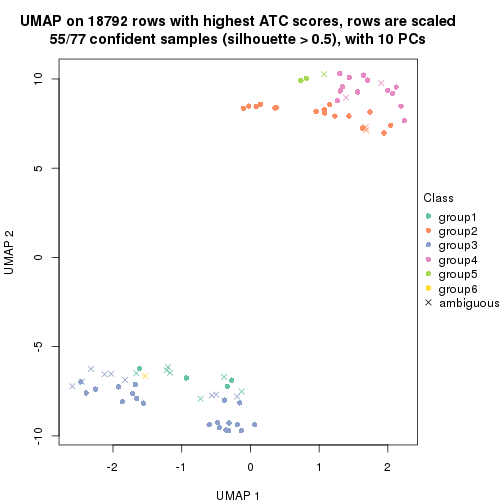 UMAP on 18792 rows with highest ATC scores, rows are scaled
55/77 confident samples (silhouette > 0.5), with 10 PCs
10
5
0
-5
-10
UMAP 2
-2
-1
0
1
2
UMAP 1
Class
group1
group2
group3
group4
group5
group6
ambiguous